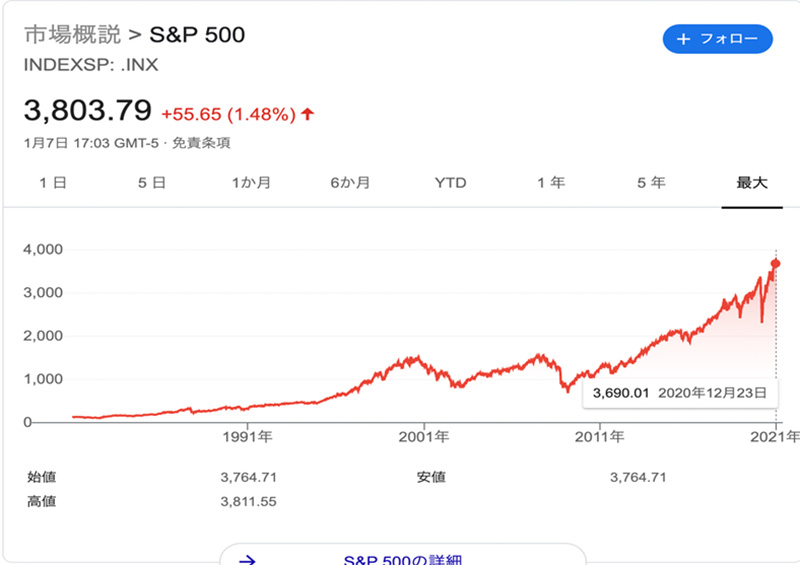 市場概説 > S&P 500
+ フォロー
INDEXSP: .INX
3,803.79 +55.65 (1.48%) ↑
1月7日 17:03 GMT-5 · 免責条項
1日 5日 1か月 6か月 YTD 1年 5年 最大
4,000
3,000
2,000
1,000
0
3,690.01 2020年12月23日
1991年 2001年 2011年 2021年
始値 3,764.71 安値 3,764.71
高値 3,811.55
→ S&P 500の詳細